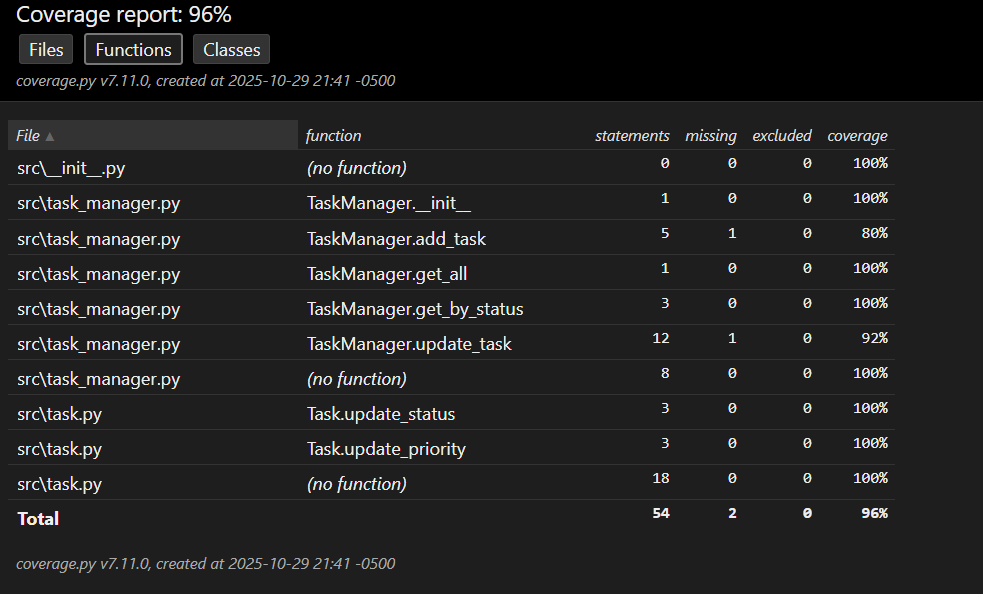 Coverage report: 96%
Files Functions Classes
coverage.py v7.11.0, created at 2025-10-29 21:41 -0500
File ▲ function statements missing excluded coverage
src\__init__.py (no function) 0 0 0 100%
src\task_manager.py TaskManager.__init__ 1 0 0 100%
src\task_manager.py TaskManager.add_task 5 1 0 80%
src\task_manager.py TaskManager.get_all 1 0 0 100%
src\task_manager.py TaskManager.get_by_status 3 0 0 100%
src\task_manager.py TaskManager.update_task 12 1 0 92%
src\task_manager.py (no function) 8 0 0 100%
src\task.py Task.update_status 3 0 0 100%
src\task.py Task.update_priority 3 0 0 100%
src\task.py (no function) 18 0 0 100%
Total 54 2 0 96%
coverage.py v7.11.0, created at 2025-10-29 21:41 -0500